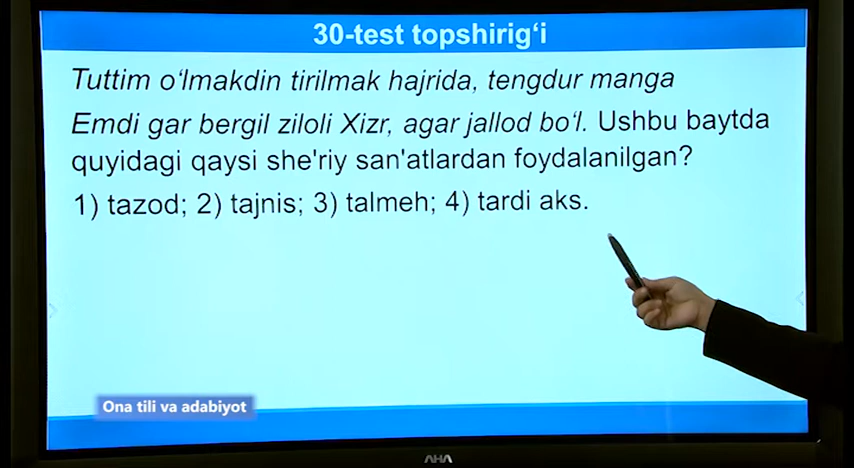 30-test topshirig‘i
Tuttim o‘lmakdin tirilmak hajrida, tengdur manga
Emdi gar bergil ziloli Xizr, agar jallod bo‘l. Ushbu baytda
quyidagi qaysi she'riy san'atlardan foydalanilgan?
1) tazod; 2) tajnis; 3) talmeh; 4) tardi aks.
Ona tili va adabiyot
AHA